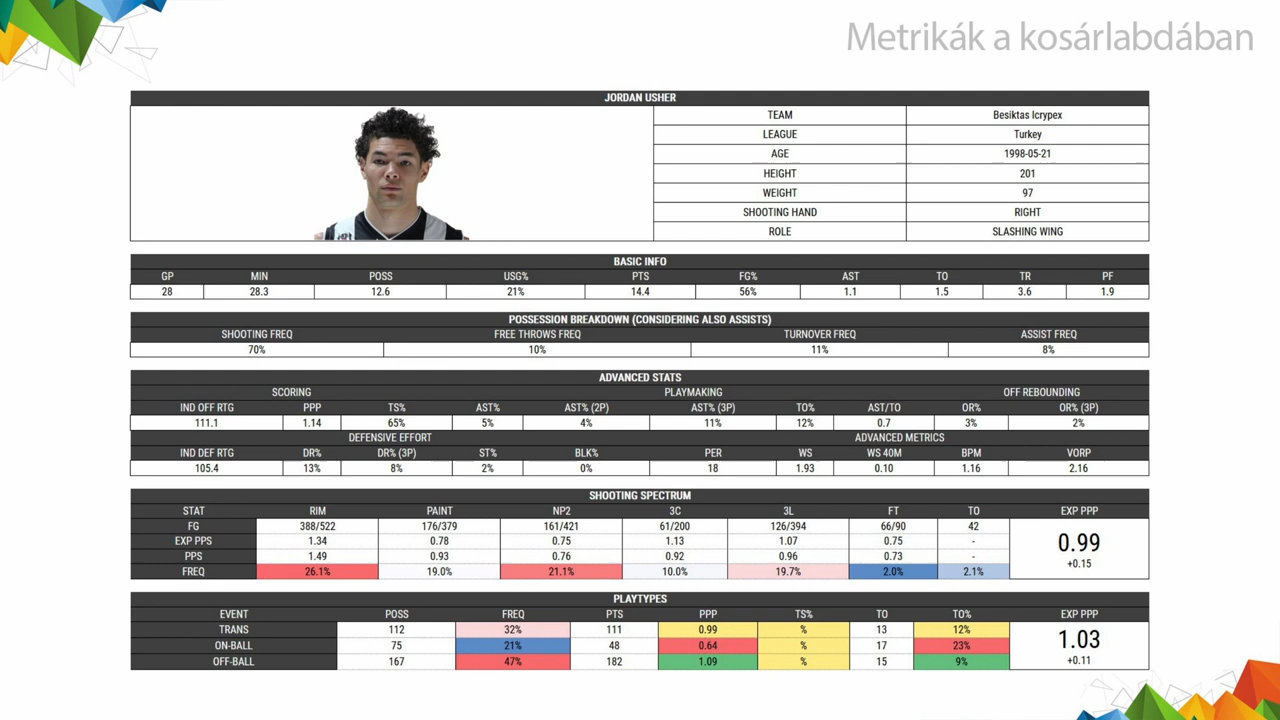 Metrikák a kosárlabdában
JORDAN USHER
TEAM Besiktas Icrypex
LEAGUE Turkey
AGE 1998-05-21
HEIGHT 201
WEIGHT 97
SHOOTING HAND RIGHT
ROLE SLASHING WING
BASIC INFO
GP MIN POSS USG% PTS FG% AST TO TR PF
28 28.3 12.6 21% 14.4 56% 1.1 1.5 3.6 1.9
POSSESSION BREAKDOWN (CONSIDERING ALSO ASSISTS)
SHOOTING FREQ FREE THROWS FREQ TURNOVER FREQ ASSIST FREQ
70% 10% 11% 8%
ADVANCED STATS
SCORING PLAYMAKING OFF REBOUNDING
IND OFF RTG PPP TS% AST% AST% (2P) AST% (3P) TO% AST/TO OR% OR% (3P)
111.1 1.14 65% 5% 4% 11% 12% 0.7 3% 2%
DEFENSIVE EFFORT ADVANCED METRICS
IND DEF RTG DR% DR% (3P) ST% BLK% PER WS WS 40M BPM VORP
105.4 13% 8% 2% 0% 18 1.93 0.10 1.16 2.16
SHOOTING SPECTRUM
STAT RIM PAINT NP2 3C 3L FT TO EXP PPP
FG 388/522 176/379 161/421 61/200 126/394 66/90 42
EXP PPS 1.34 0.78 0.75 1.13 1.07 0.75 - 0.99
PPS 1.49 0.93 0.76 0.92 0.96 0.73 - +0.15
FREQ 26.1% 19.0% 21.1% 10.0% 19.7% 2.0% 2.1%
PLAYTYPES
EVENT POSS FREQ PTS PPP TS% TO TO% EXP PPP
TRANS 112 32% 111 0.99 % 13 12%
ON-BALL 75 21% 48 0.64 % 17 23% 1.03
OFF-BALL 167 47% 182 1.09 % 15 9% +0.11